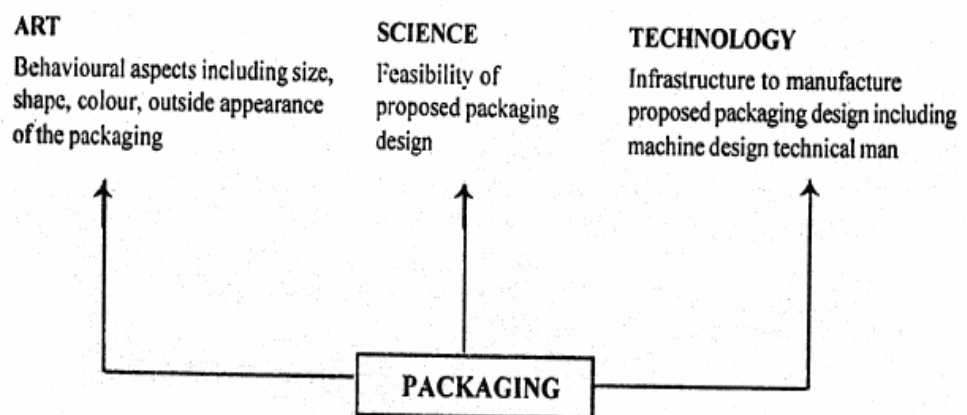 ART
Behavioural aspects including size,
shape, colour, outside appearance
of the packaging
SCIENCE
Feasibility of
proposed packaging
design
TECHNOLOGY
Infrastructure to manufacture
proposed packaging design including
machine design technical man
PACKAGING